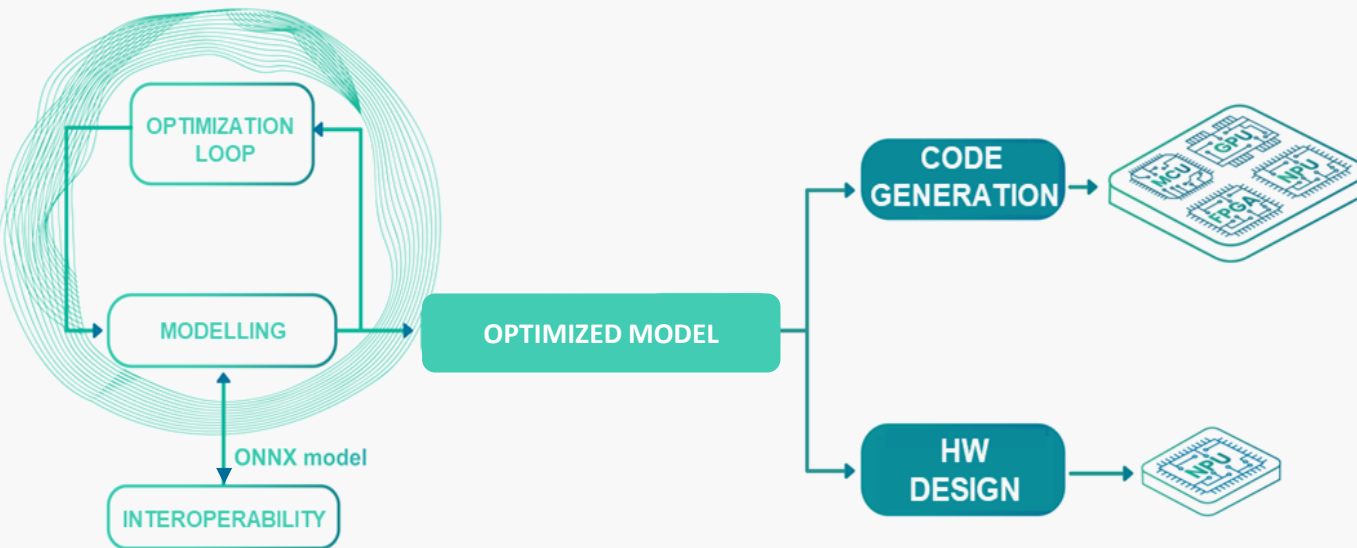 OPTIMIZATION
LOOP
MODELLING
ONNX model
INTEROPERABILITY
OPTIMIZED MODEL
CODE
GENERATION
GPU
MCU
NPU
FPGA
HW
DESIGN
NPU